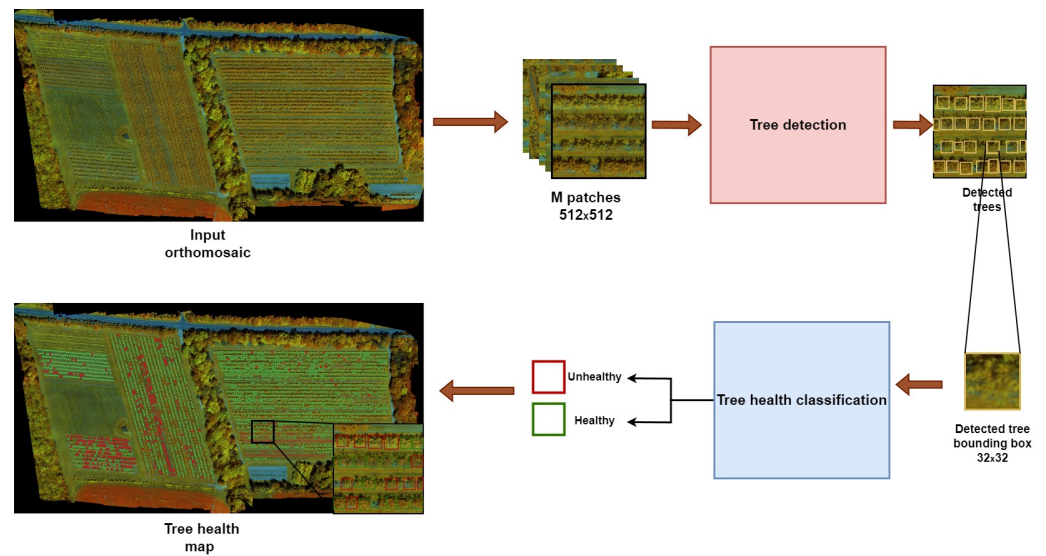 Input
orthomosaic
M patches
512x512
Tree detection
Detected
trees
Detected tree
bounding box
32x32
Tree health classification
Unhealthy
Healthy
Tree health
map